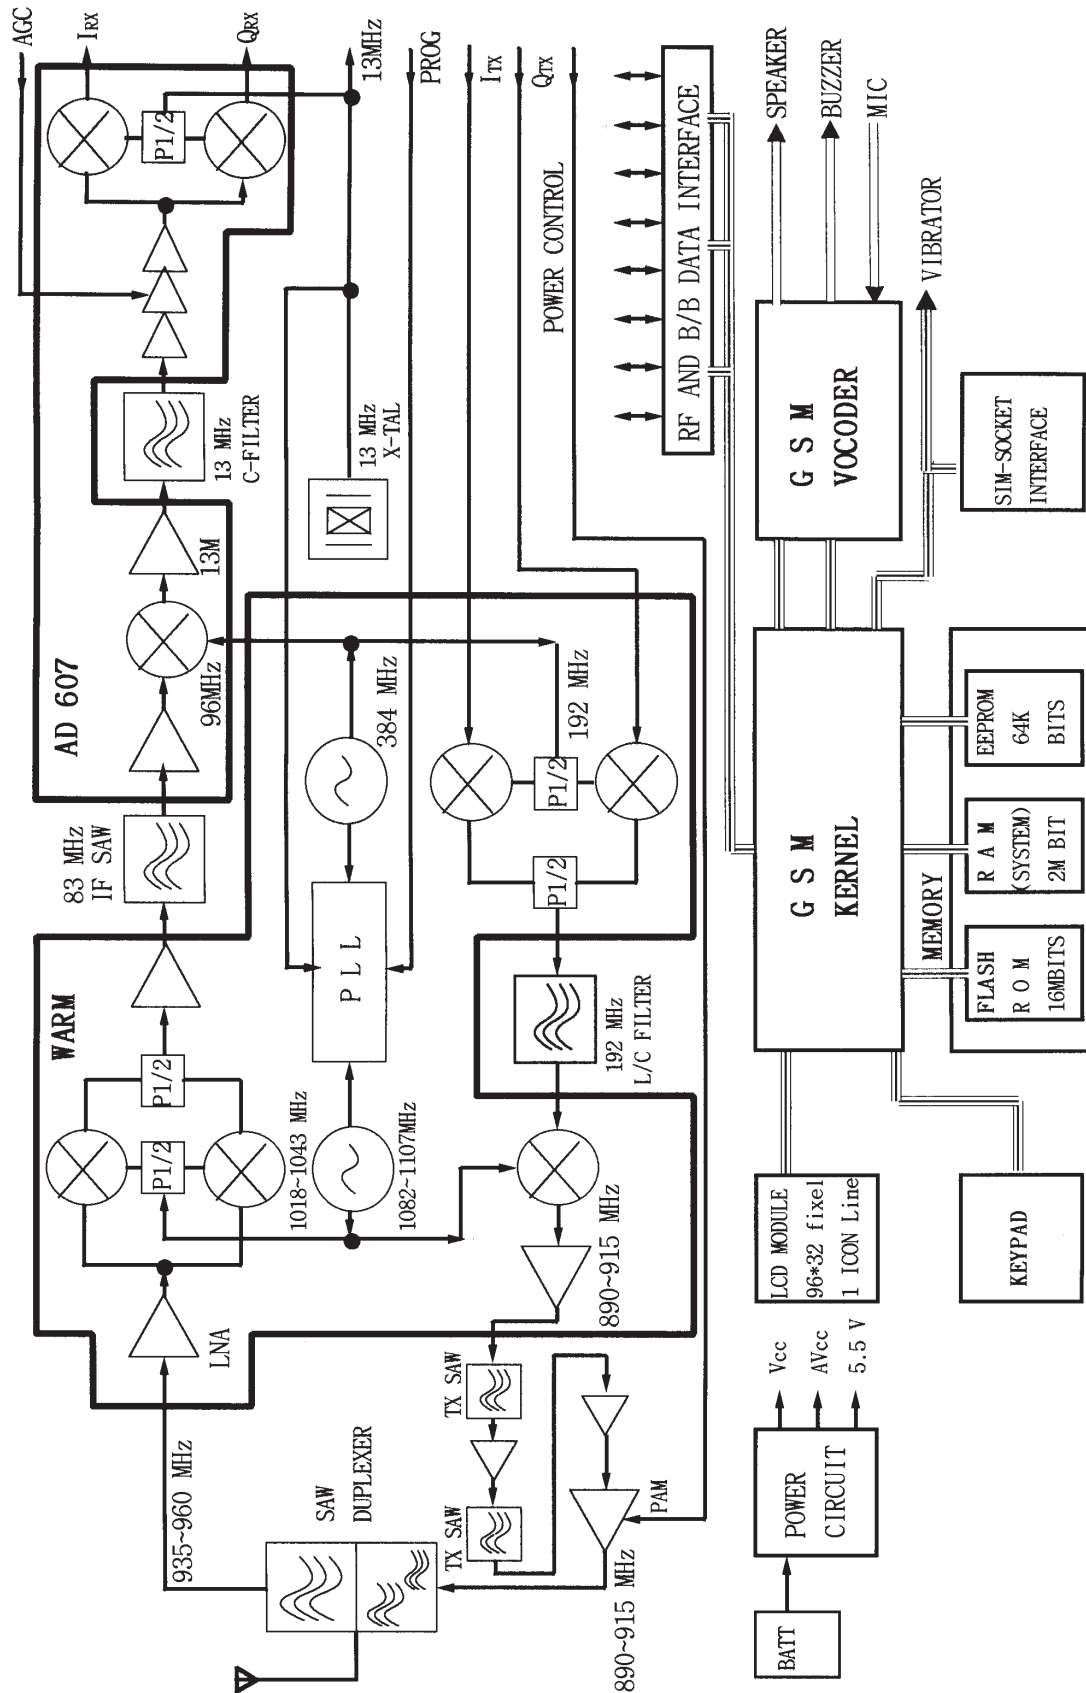 AGC
IRX
QRX
13MHz
PROG
ITX
QTX
POWER CONTROL
AD 607
P1/2
13 MHz
C-FILTER
13M
96MHz
83 MHz
IF SAW
13 MHz
X-TAL
384 MHz
192 MHz
P1/2
P1/2
WARM
P1/2
P1/2
P L L
1018~1043 MHz
1082~1107MHz
192 MHz
L/C FILTER
LNA
935~960 MHz
890~915 MHz
SAW
DUPLEXER
TX SAW
TX SAW
PAM
890~915 MHz
RF AND B/B DATA INTERFACE
SPEAKER
BUZZER
MIC
VIBRATOR
G S M
VOCODER
SIM-SOCKET
INTERFACE
G S M
KERNEL
MEMORY
EEPROM
64K
BITS
R A M
(SYSTEM)
2M BIT
FLASH
R O M
16MBITS
LCD MODULE
96*32 fixel
1 ICON Line
KEYPAD
Vcc
AVcc
5.5 V
POWER
CIRCUIT
BATT